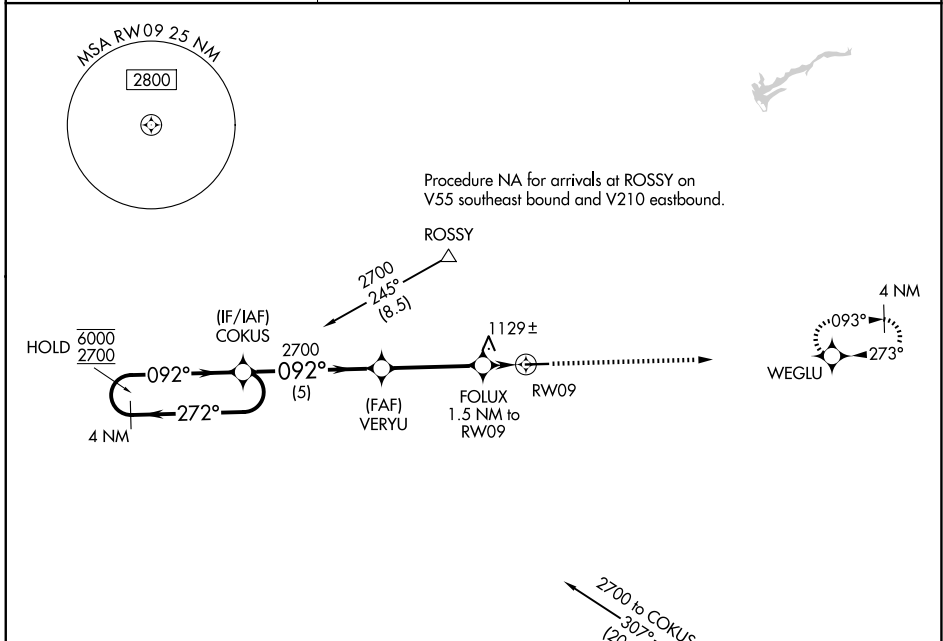 MSA RW09 25 NM
2800
Procedure NA for arrivals at ROSSY on
V55 southeast bound and V210 eastbound.
ROSSY
2700
245°
(8.5)
4 NM
093°
273°
WEGLU
(IF/IAF)
COKUS
HOLD 6000
2700
092°
272°
4 NM
2700
092°
(5)
(FAF)
VERYU
1129±
FOLUX
1.5 NM to
RW09
RW09
2700 to COKUS
307°